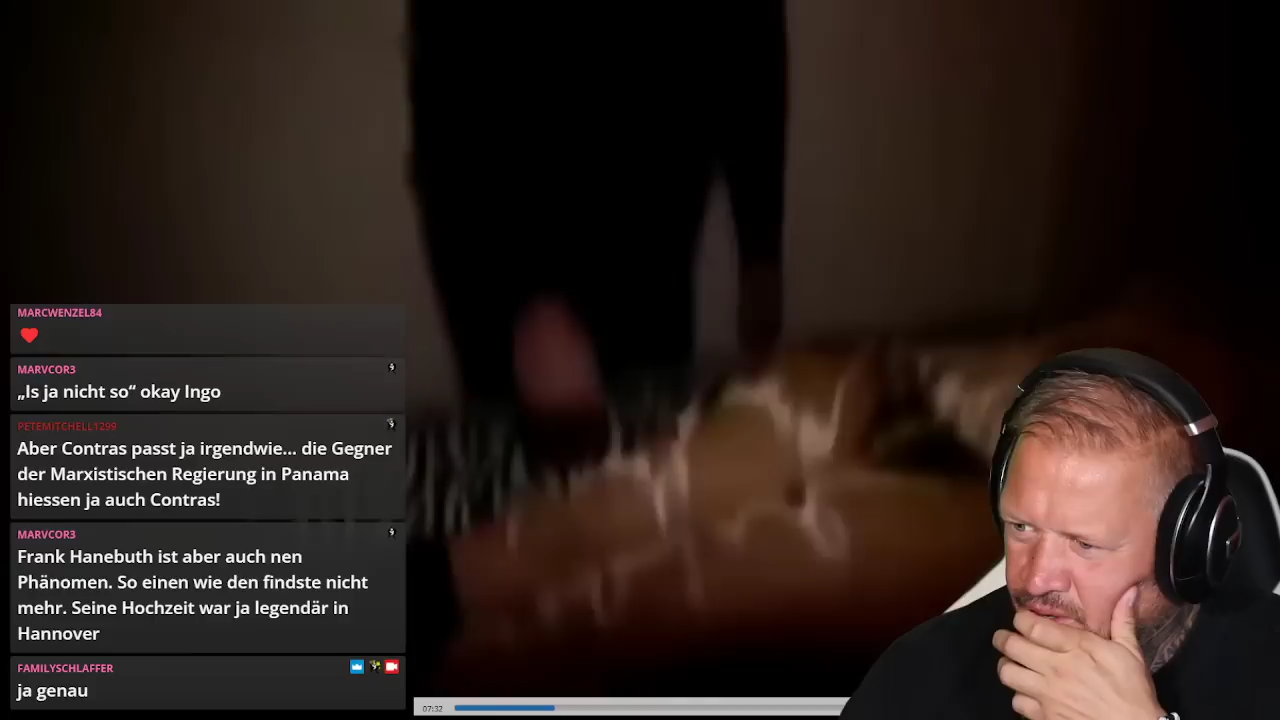 MARCWENZEL84
MARVCOR3
„Is ja nicht so“ okay Ingo
PETEMITCHELL1299
Aber Contras passt ja irgendwie... die Gegner
der Marxistischen Regierung in Panama
hiessen ja auch Contras!
MARVCOR3
Frank Hanebuth ist aber auch nen
Phänomen. So einen wie den findste nicht
mehr. Seine Hochzeit war ja legendär in
Hannover
FAMILYSCHLAFFER
ja genau
07:32